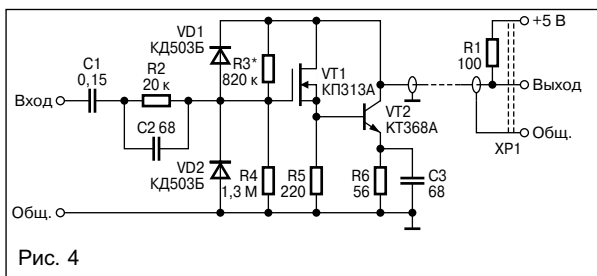 +5 В
VD1
КД503Б
R3*
820 к
R1
100
C1
0,15
R2
20 к
VT1
КП313А
Вход
Выход
VT2
КТ368А
C2 68
Общ.
XP1
VD2
КД503Б
R4
1,3 М
R5
220
R6
56
C3
68
Общ.
Рис. 4